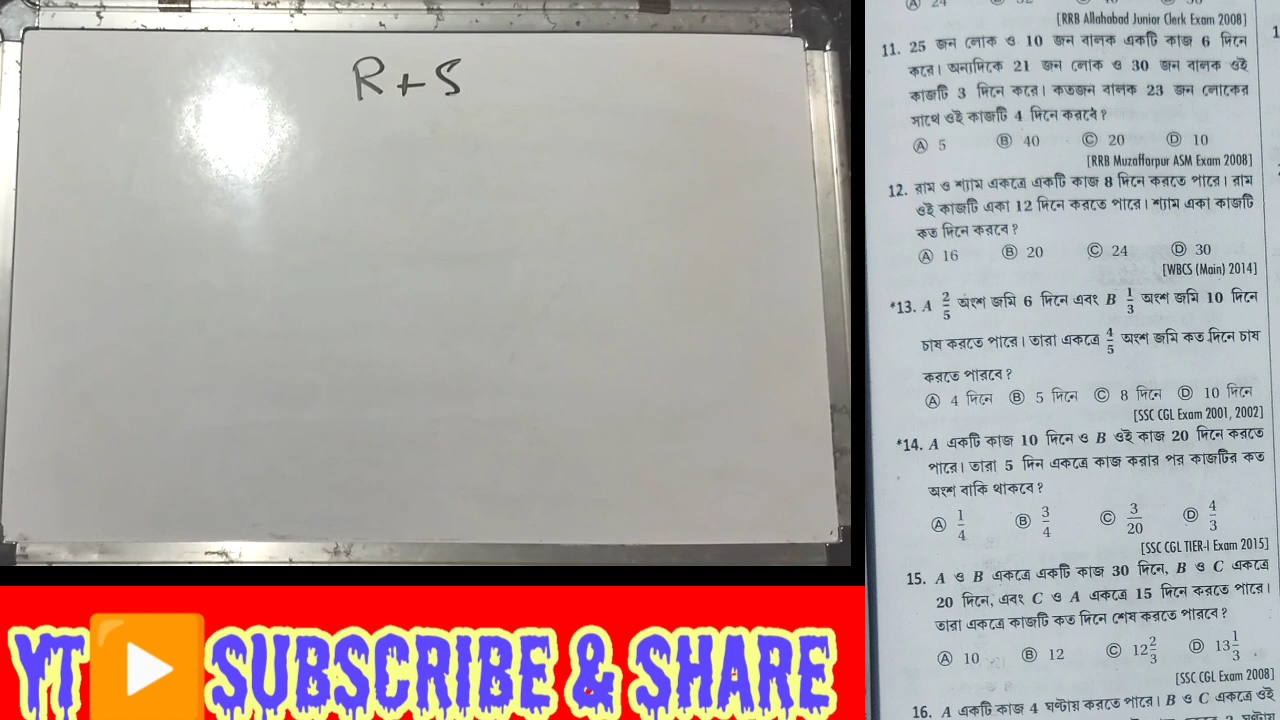 R+S
[RRB Allahabad Junior Clerk Exam 2008]
11. 25 জন লোক ও 10 জন বালক একটি কাজ 6 দিনে
করে। অন্যদিকে 21 জন লোক ও 30 জন বালক ওই
কাজটি 3 দিনে করে। কতজন বালক 23 জন লোকের
সাথে ওই কাজটি 4 দিনে করবে?
Ⓐ 5 Ⓑ 40 Ⓒ 20 Ⓓ 10
[RRB Muzaffarpur ASM Exam 2008]
12. রাম ও শ্যাম একত্রে একটি কাজ 8 দিনে করতে পারে। রাম
ওই কাজটি একা 12 দিনে করতে পারে। শ্যাম একা কাজটি
কত দিনে করবে?
Ⓐ 16 Ⓑ 20 Ⓒ 24 Ⓓ 30
[WBCS (Main) 2014]
*13. A 2/5 অংশ জমি 6 দিনে এবং B 1/3 অংশ জমি 10 দিনে
চাষ করতে পারে। তারা একত্রে 4/5 অংশ জমি কত দিনে চাষ
করতে পারবে?
Ⓐ 4 দিনে Ⓑ 5 দিনে Ⓒ 8 দিনে Ⓓ 10 দিনে
[SSC CGL Exam 2001, 2002]
*14. A একটি কাজ 10 দিনে ও B ওই কাজ 20 দিনে করতে
পারে। তারা 5 দিন একত্রে কাজ করার পর কাজটির কত
অংশ বাকি থাকবে?
Ⓐ 1/4 Ⓑ 3/4 Ⓒ 3/20 Ⓓ 4/3
[SSC CGL TIER-I Exam 2015]
15. A ও B একত্রে একটি কাজ 30 দিনে, B ও C একত্রে
20 দিনে, এবং C ও A একত্রে 15 দিনে করতে পারে।
তারা একত্রে কাজটি কত দিনে শেষ করতে পারবে?
Ⓐ 10 Ⓑ 12 Ⓒ 12 2/3 Ⓓ 13 1/3
[SSC CGL Exam 2008]
16. A একটি কাজ 4 ঘণ্টায় করতে পারে। B ও C একত্রে ওই
YT SUBSCRIBE & SHARE